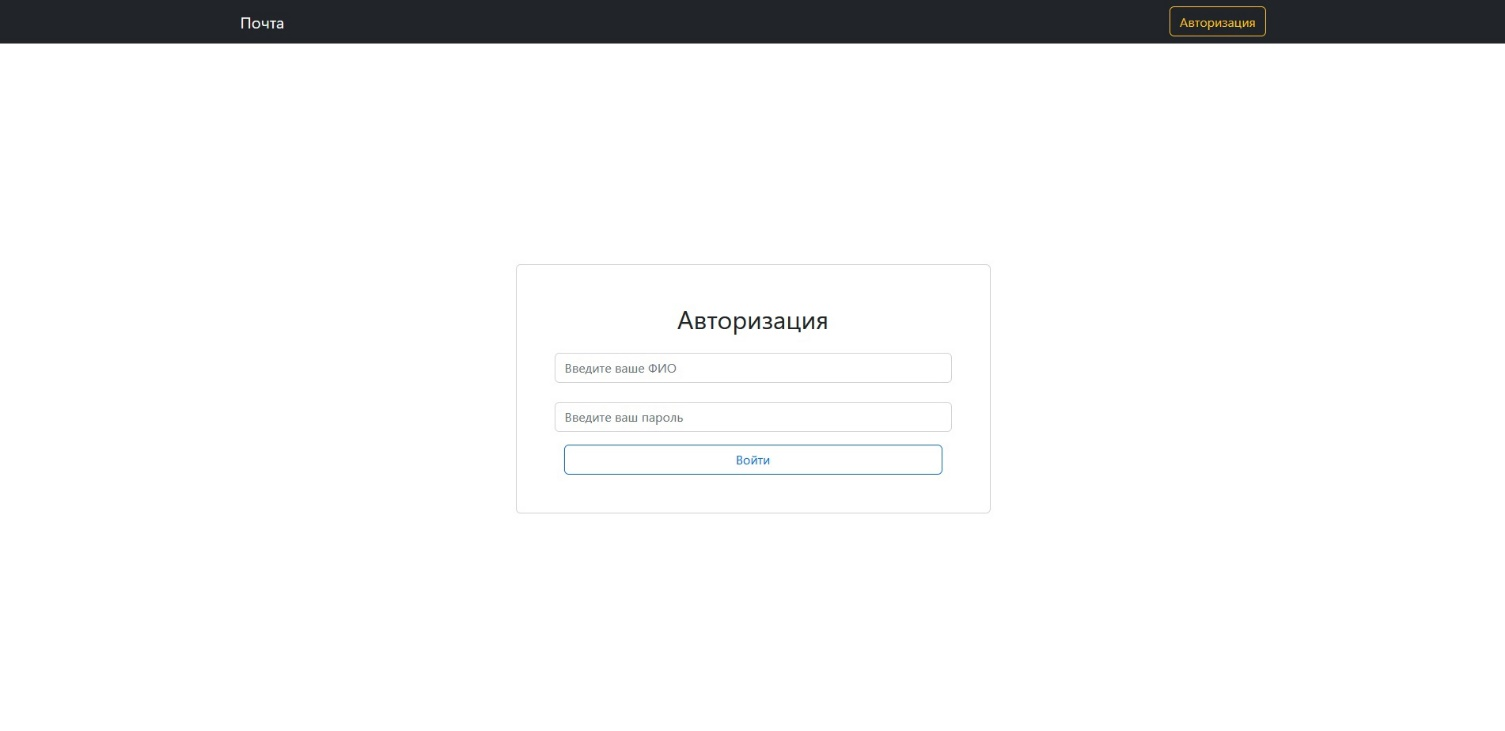 Почта
Авторизация
Авторизация
Введите ваше ФИО
Введите ваш пароль
Войти